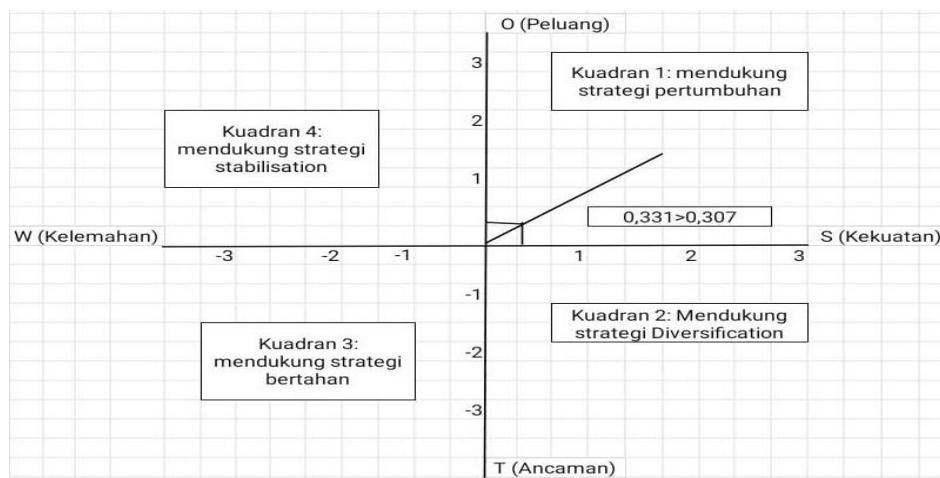 O (Peluang)
3
Kuadran 1: mendukung
strategi pertumbuhan
2
Kuadran 4:
mendukung strategi
stabilisation
1
0,331>0,307
W (Kelemahan)
S (Kekuatan)
-3 -2 -1 1 2 3
-1
Kuadran 2: Mendukung
strategi Diversification
Kuadran 3:
mendukung strategi
bertahan
-2
-3
T (Ancaman)